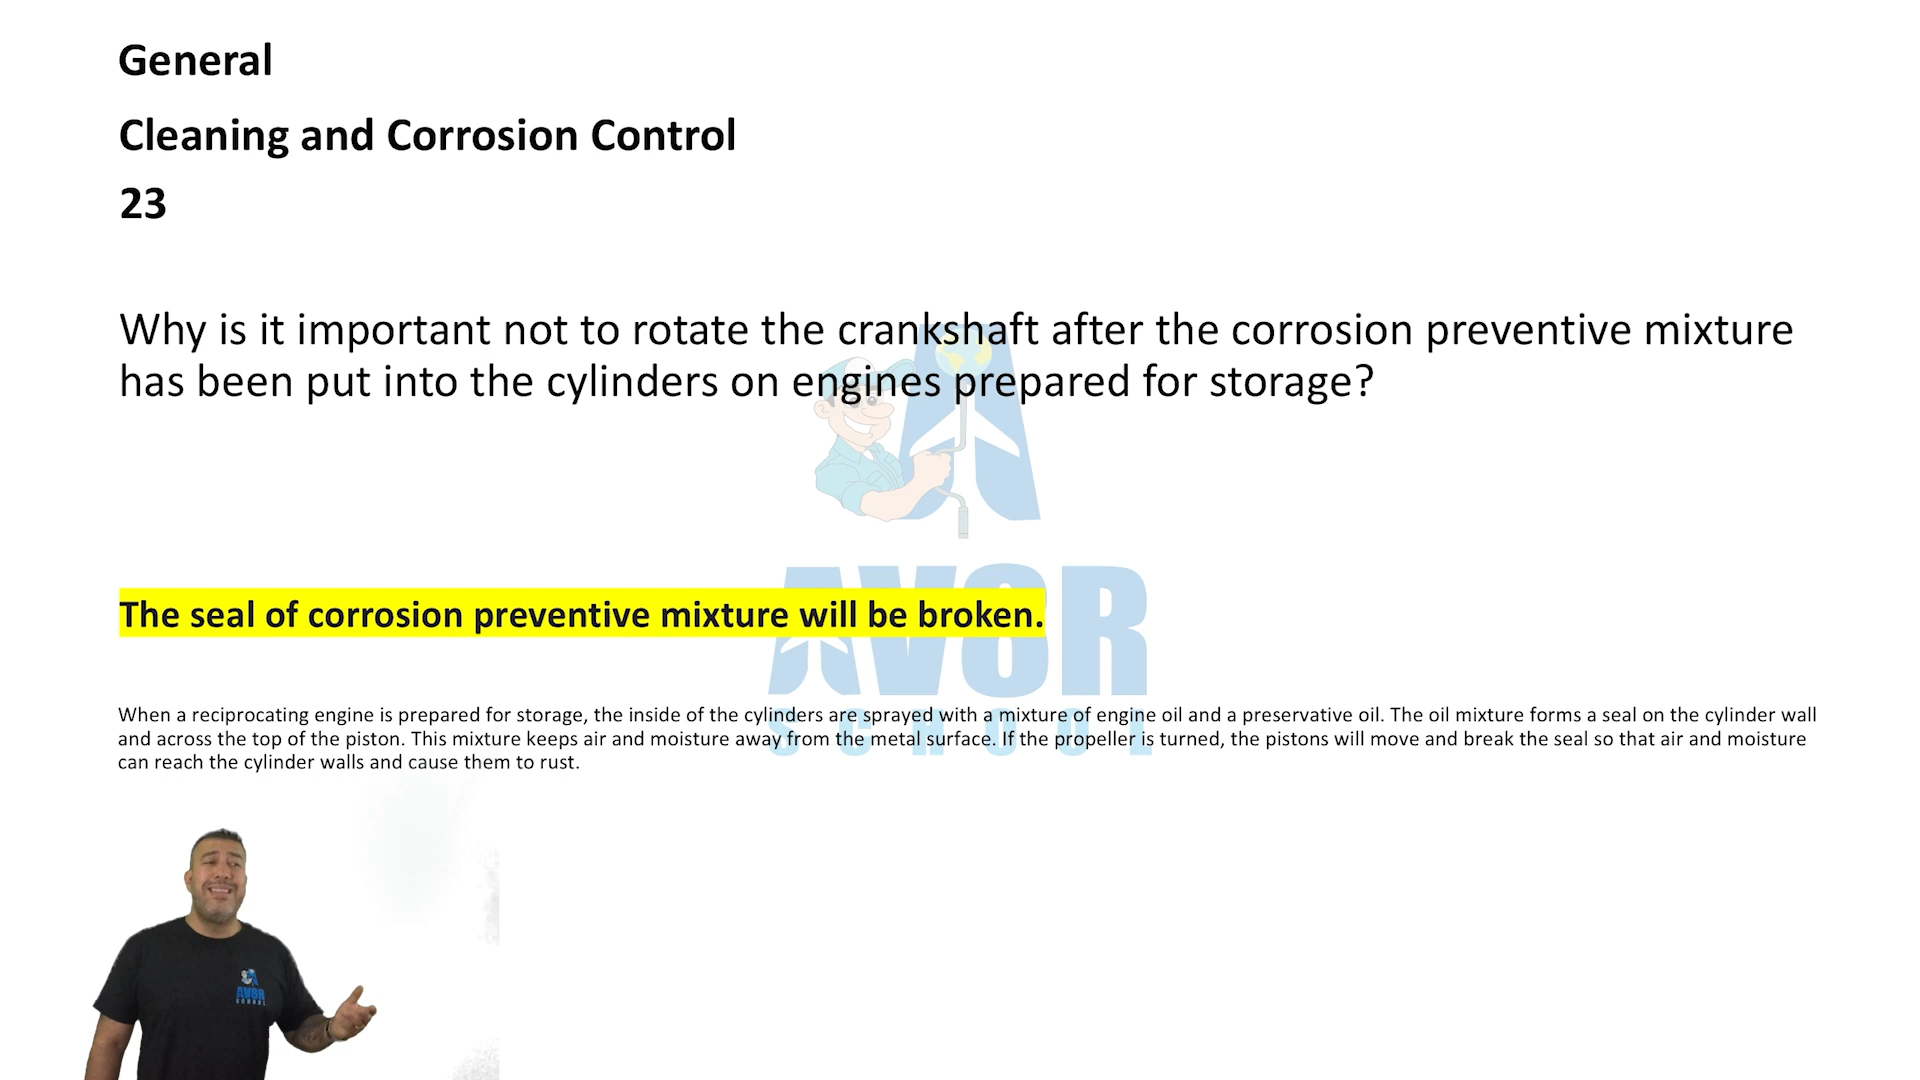 General
Cleaning and Corrosion Control
23
Why is it important not to rotate the crankshaft after the corrosion preventive mixture
has been put into the cylinders on engines prepared for storage?
The seal of corrosion preventive mixture will be broken.
AV8R
SCHOOL
When a reciprocating engine is prepared for storage, the inside of the cylinders are sprayed with a mixture of engine oil and a preservative oil. The oil mixture forms a seal on the cylinder wall
and across the top of the piston. This mixture keeps air and moisture away from the metal surface. If the propeller is turned, the pistons will move and break the seal so that air and moisture
can reach the cylinder walls and cause them to rust.
AV8R
SCHOOL